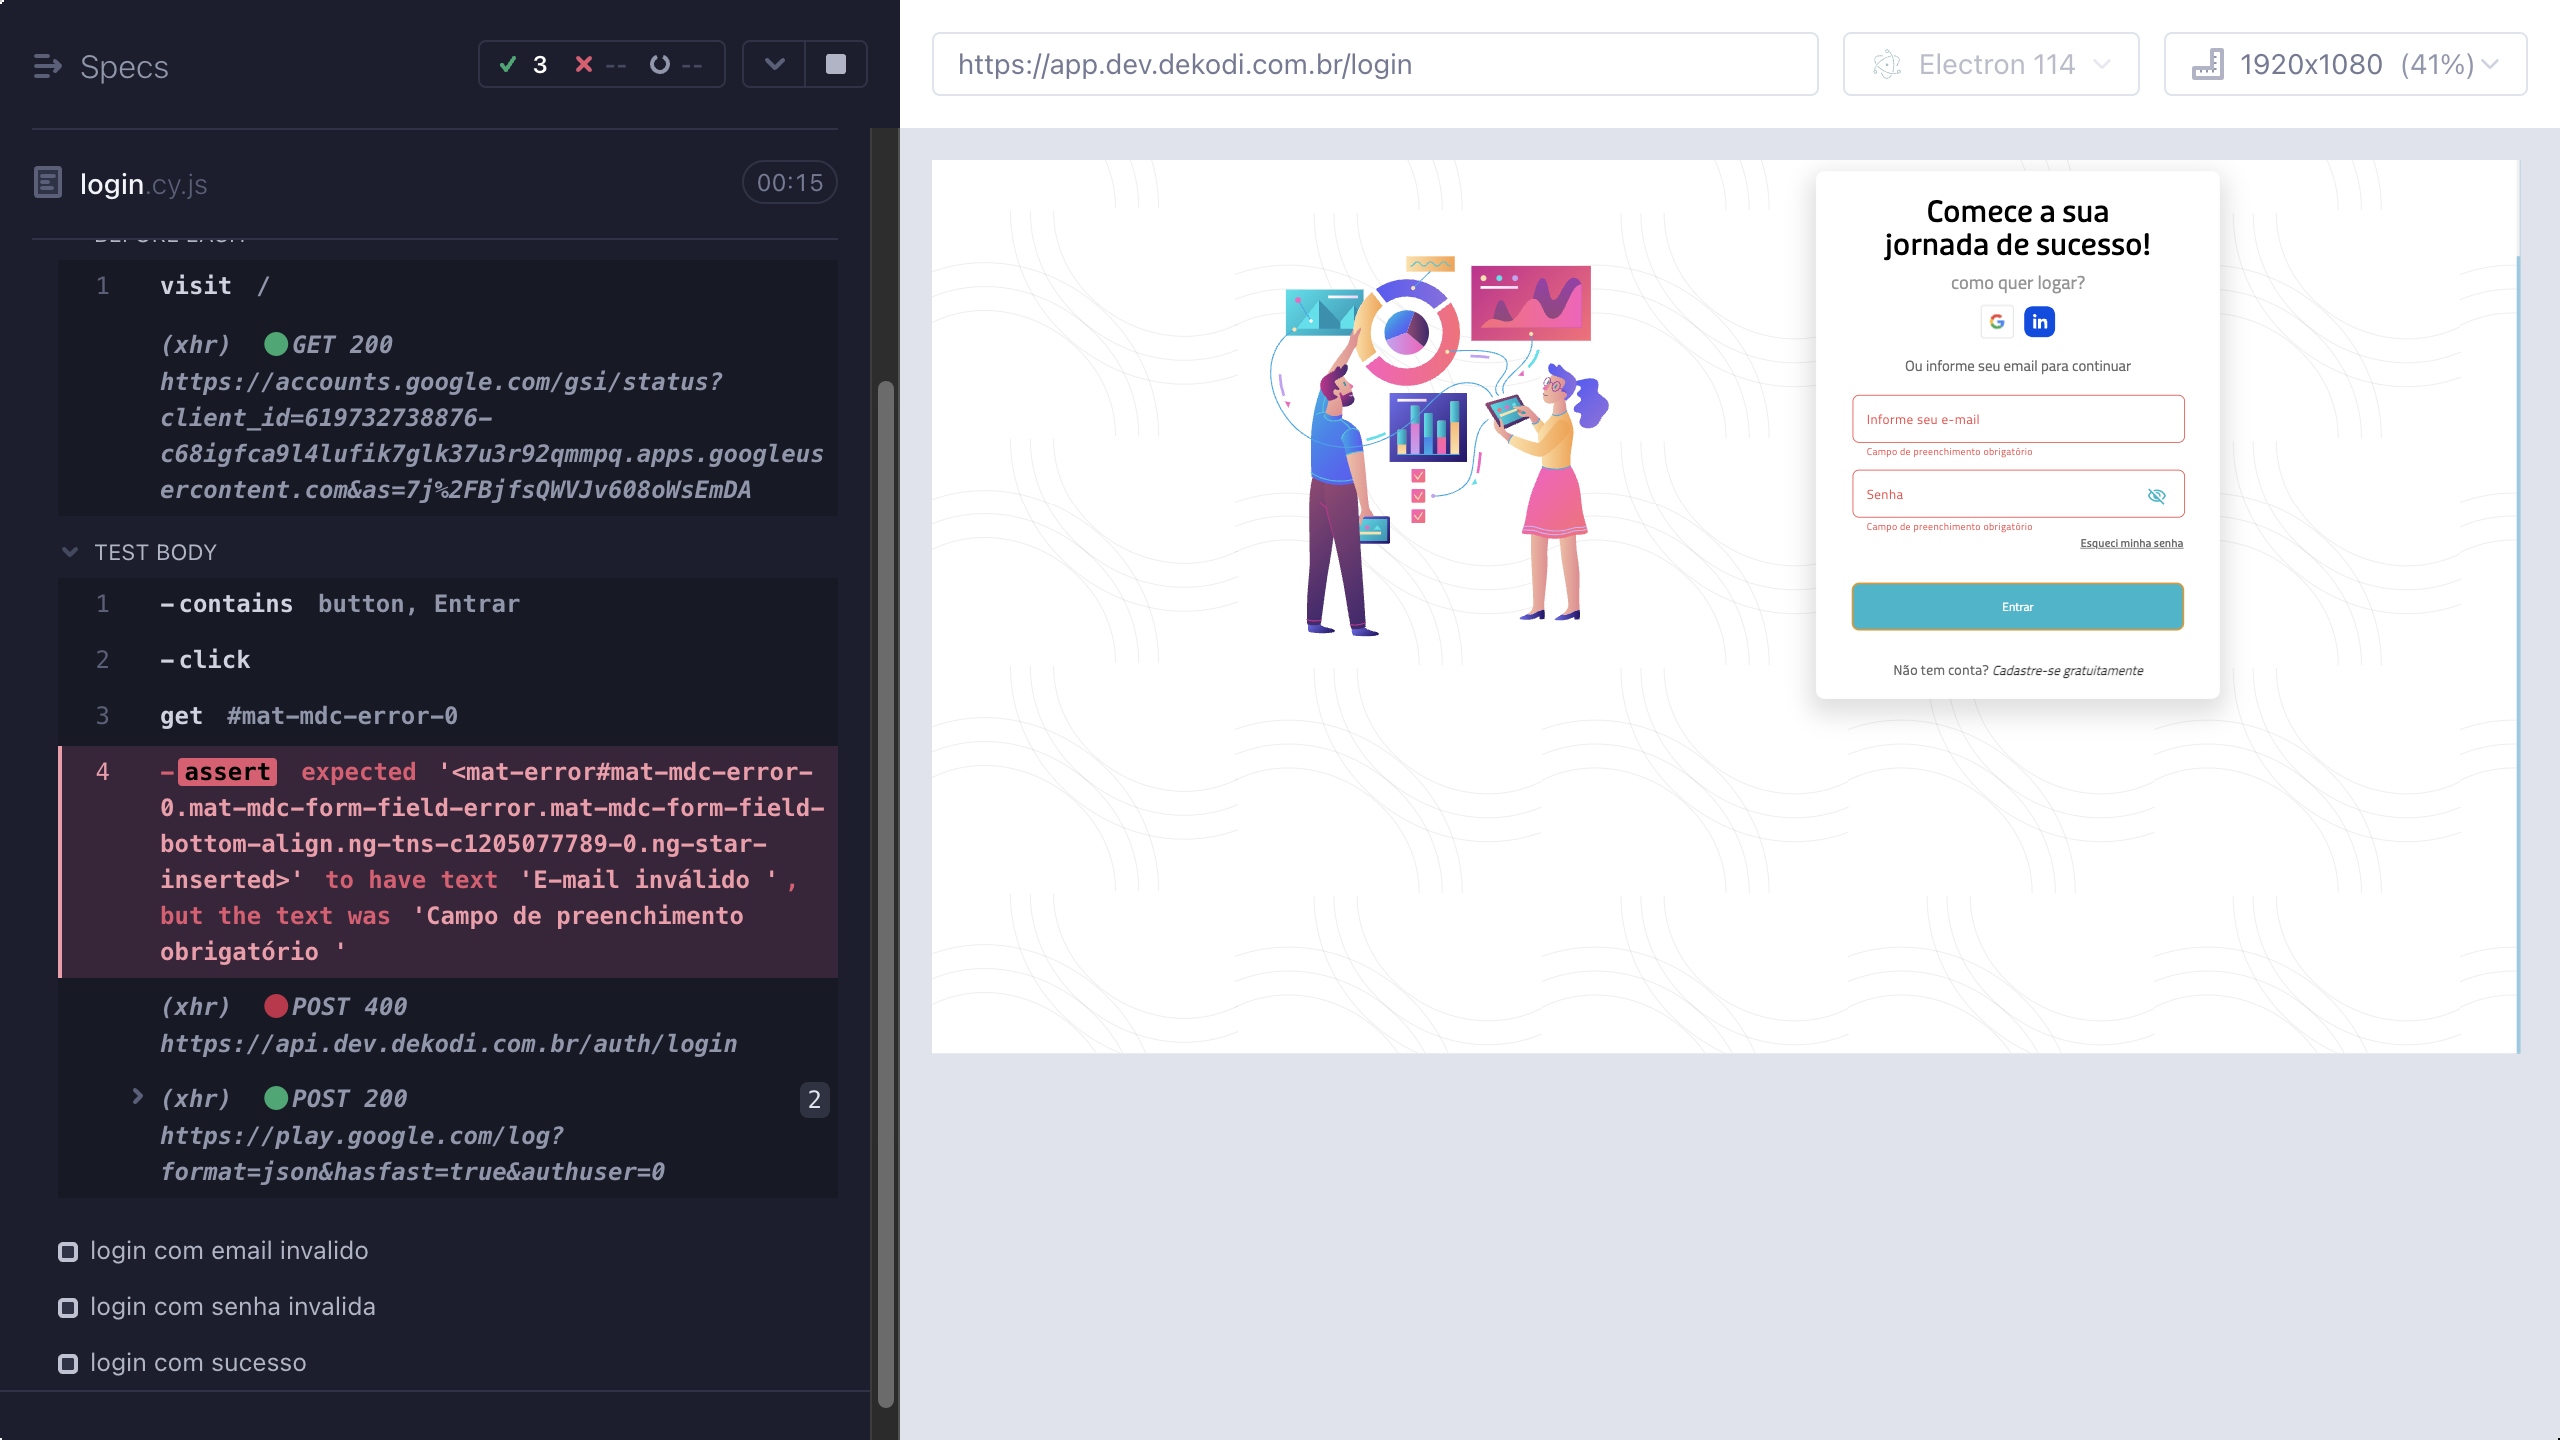 Specs
3
--
--
login.cy.js
00:15
1
visit /
(xhr) GET 200
https://accounts.google.com/gsi/status?
client_id=619732738876-
c68igfca9l4lufik7glk37u3r92qmmpq.apps.googleus
ercontent.com&as=7j%2FBjfsQWVJv608oWsEmDA
TEST BODY
1
-contains button, Entrar
2
-click
3
get #mat-mdc-error-0
4
-assert expected '<mat-error#mat-mdc-error-
0.mat-mdc-form-field-error.mat-mdc-form-field-
bottom-align.ng-tns-c1205077789-0.ng-star-
inserted>' to have text 'E-mail inválido ',
but the text was 'Campo de preenchimento
obrigatório '
(xhr) POST 400
https://api.dev.dekodi.com.br/auth/login
(xhr) POST 200
2
https://play.google.com/log?
format=json&hasfast=true&authuser=0
login com email invalido
login com senha invalida
login com sucesso
https://app.dev.dekodi.com.br/login
Electron 114
1920x1080 (41%)
Comece a sua
jornada de sucesso!
como quer logar?
G
in
Ou informe seu email para continuar
Informe seu e-mail
Campo de preenchimento obrigatório
Senha
Campo de preenchimento obrigatório
Esqueci minha senha
Entrar
Não tem conta? Cadastre-se gratuitamente